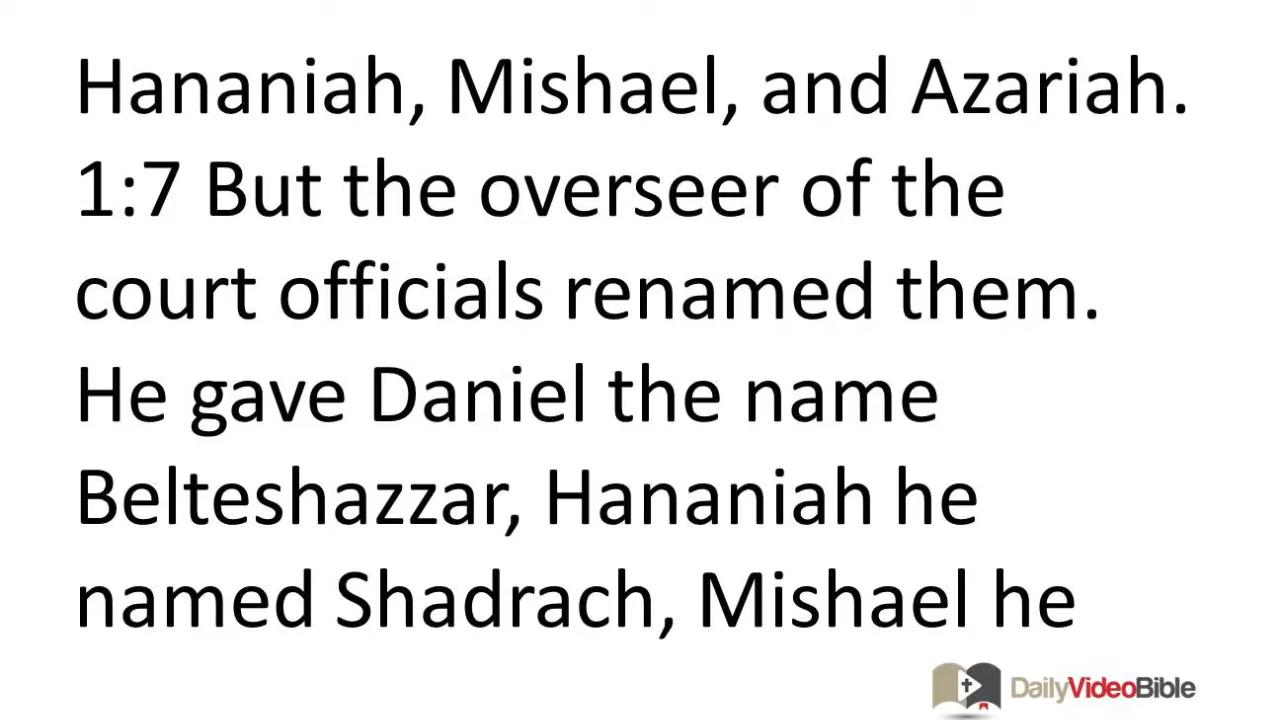 Hananiah, Mishael, and Azariah.
1:7 But the overseer of the
court officials renamed them.
He gave Daniel the name
Belteshazzar, Hananiah he
named Shadrach, Mishael he
DailyVideoBible